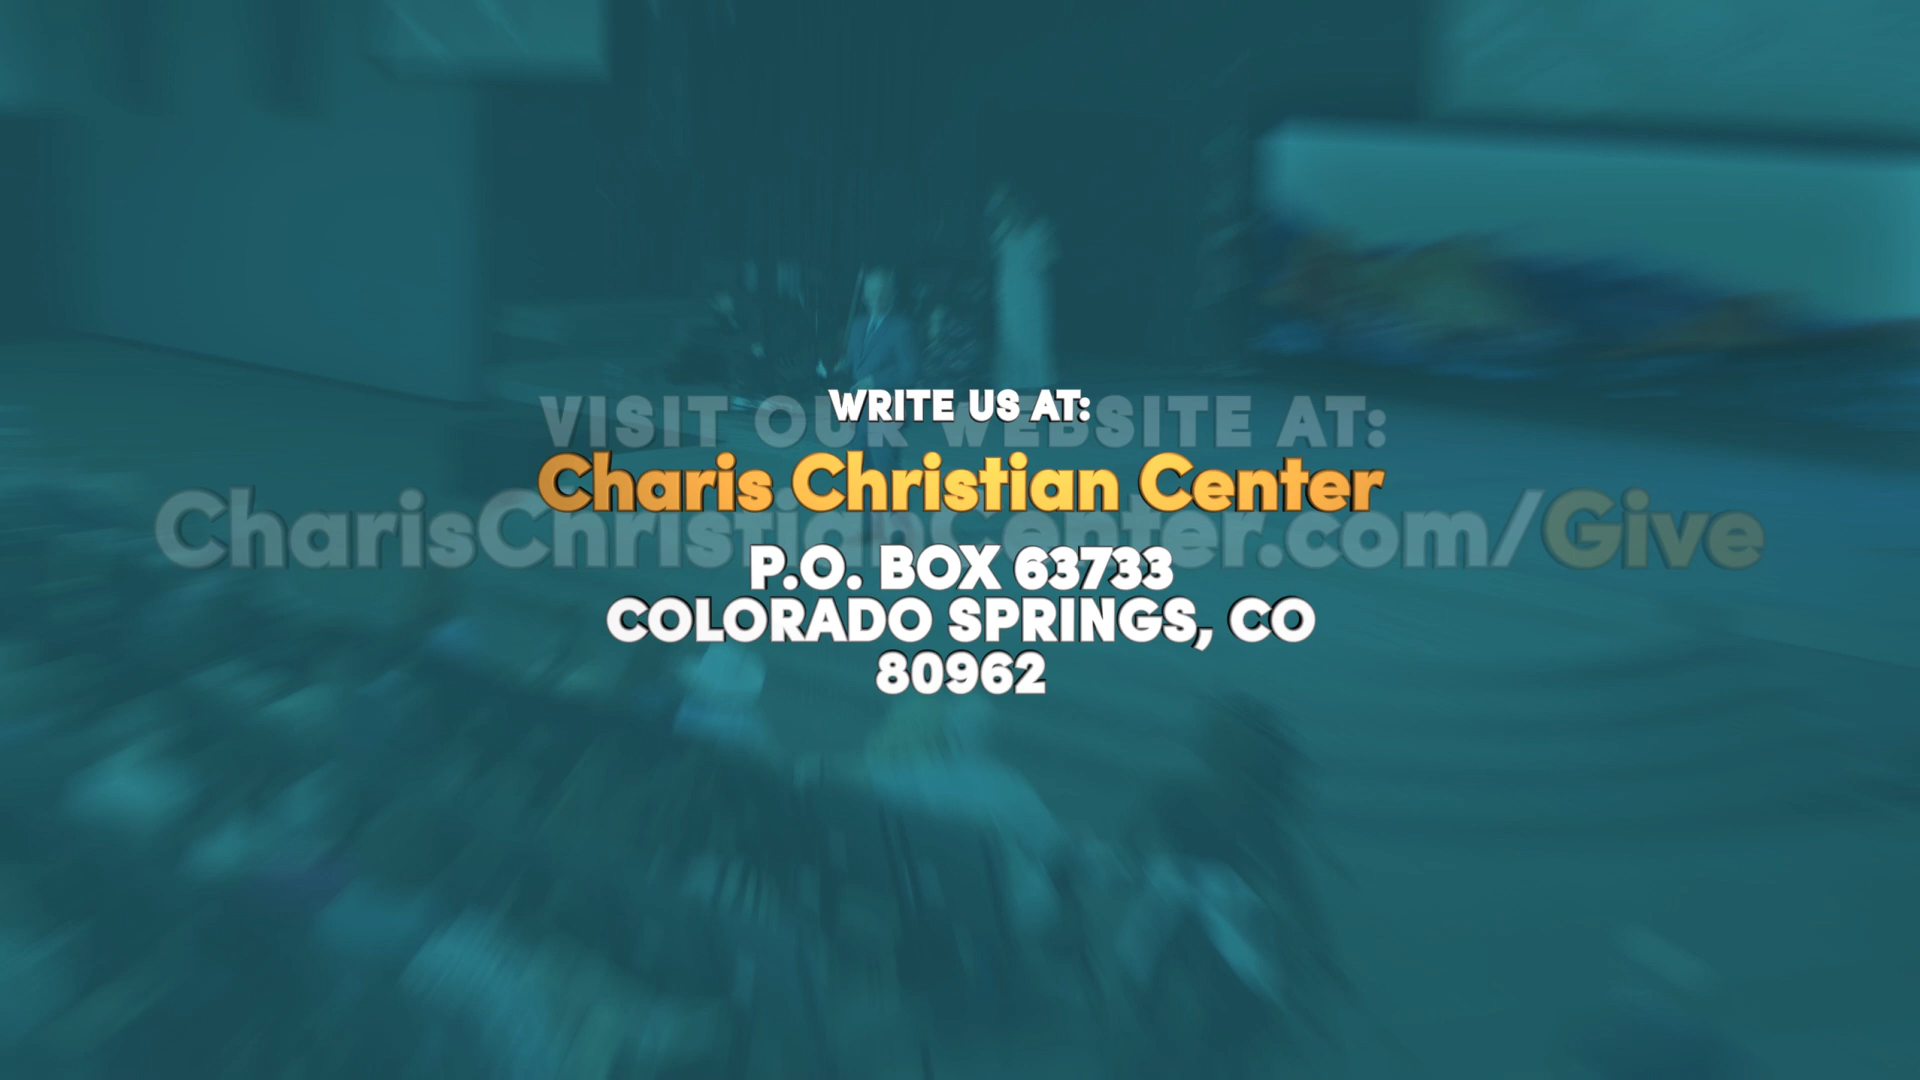 WRITE US AT:
VISIT OUR WEBSITE AT:
Charis Christian Center
CharisChristianCenter.com/Give
P.O. BOX 63733
COLORADO SPRINGS, CO
80962